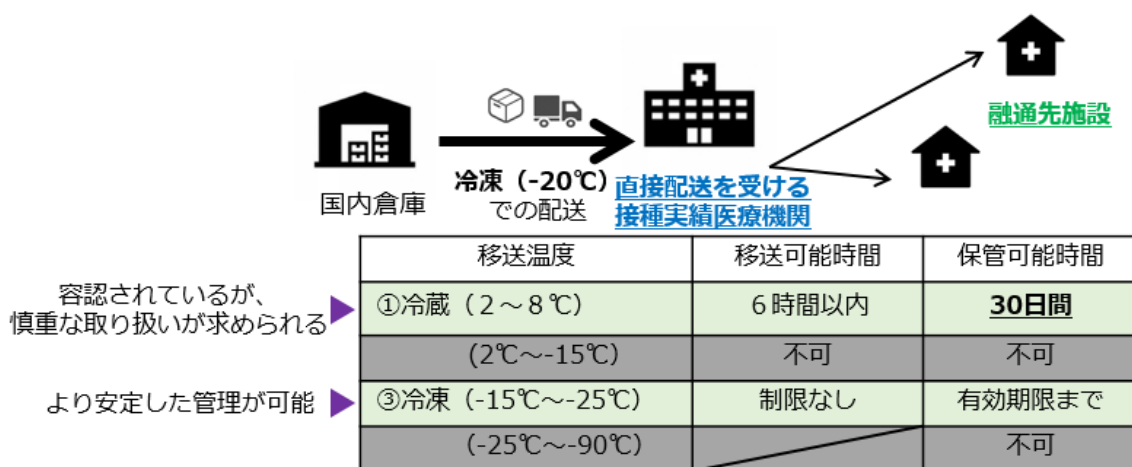 融通先施設
国内倉庫
冷凍（-20℃）
での配送
直接配送を受ける
接種実績医療機関
移送温度 移送可能時間 保管可能時間
容認されているが、
慎重な取り扱いが求められる
①冷蔵（２～８℃） ６時間以内 30日間
(2℃～-15℃) 不可 不可
より安定した管理が可能
③冷凍（-15℃～-25℃） 制限なし 有効期限まで
(-25℃～-90℃) 不可